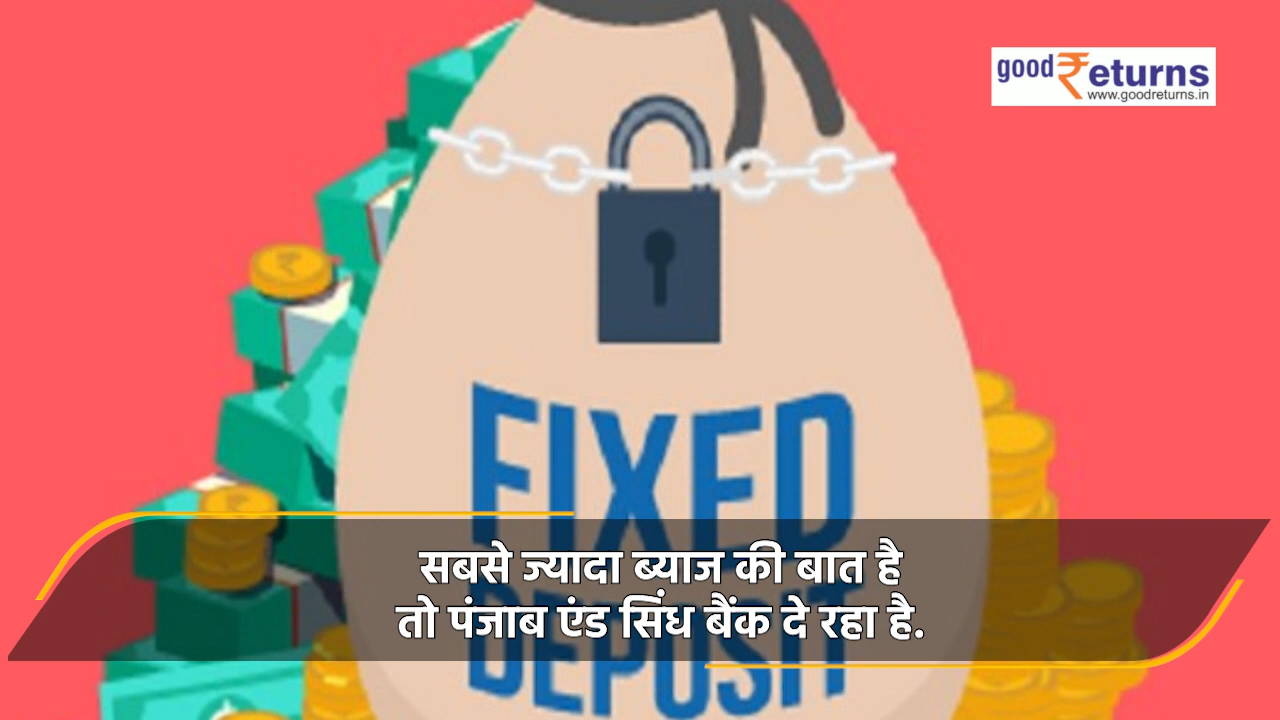 good ₹eturns
www.goodreturns.in
FIXED
DEPOSIT
सबसे ज्यादा ब्याज की बात है
तो पंजाब एंड सिंध बैंक दे रहा है.